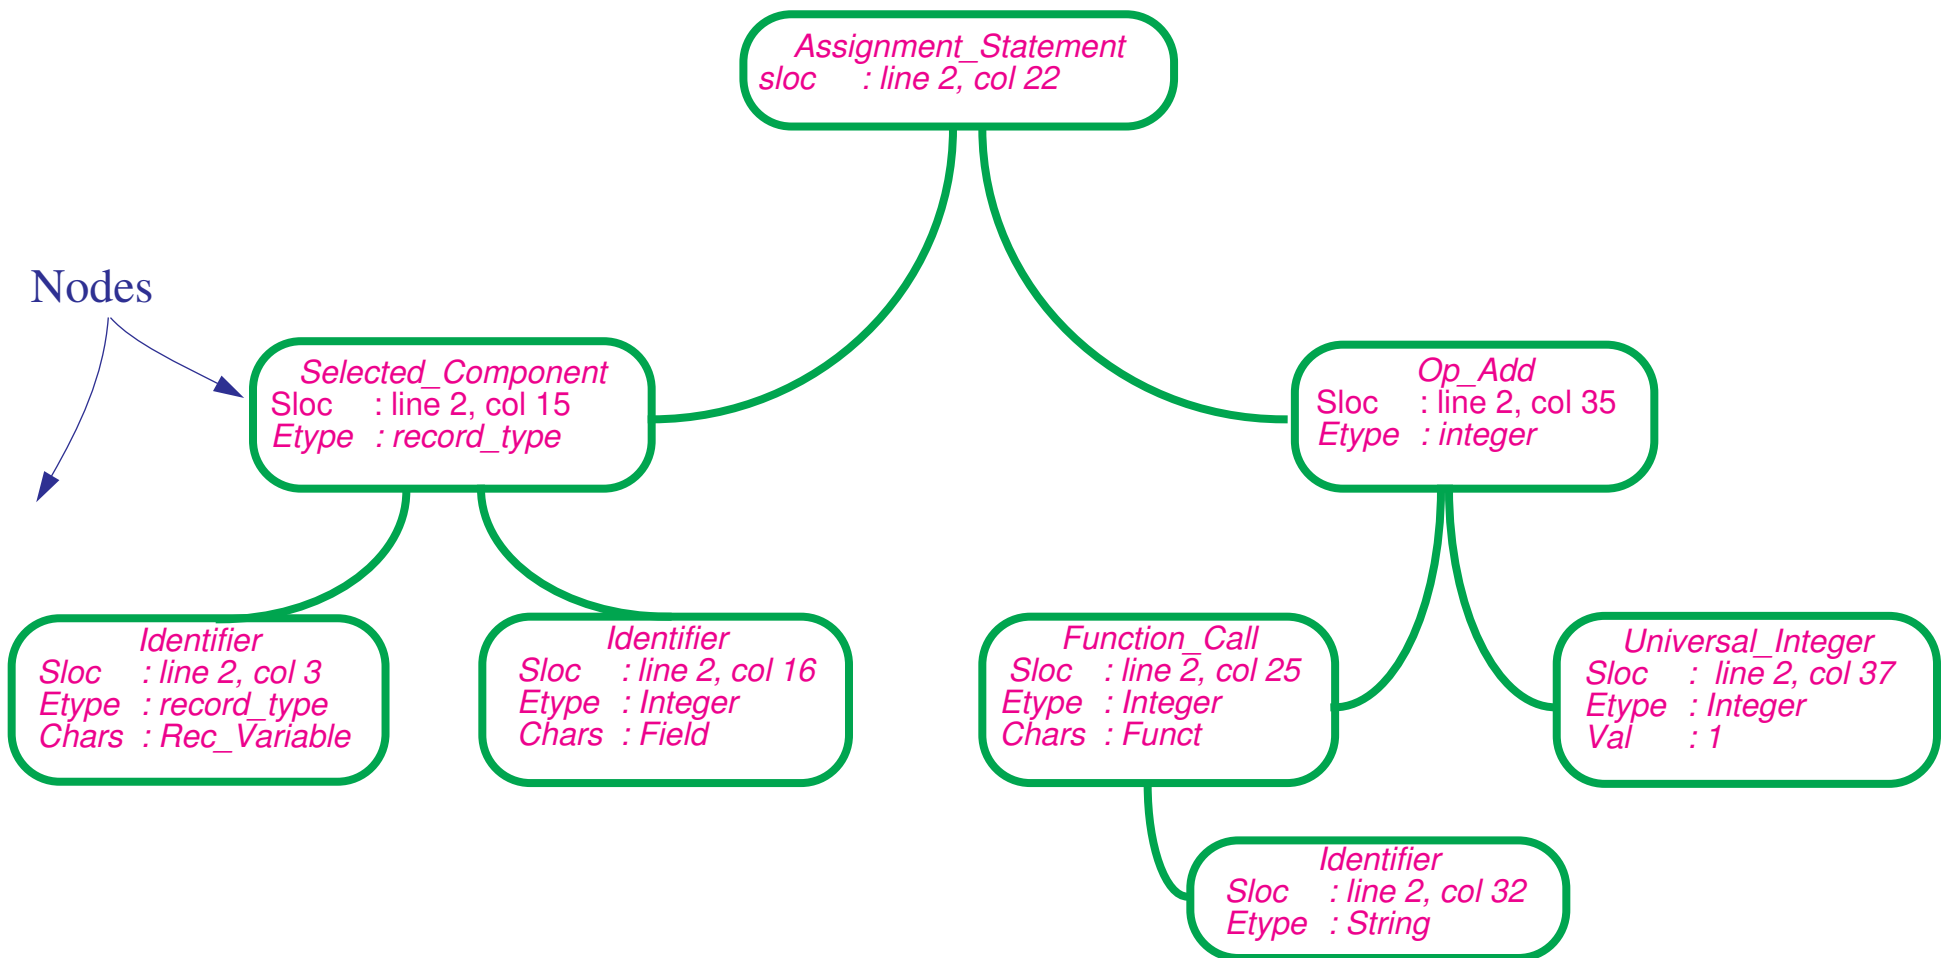 Assignment_Statement
sloc : line 2, col 22
Nodes
Selected_Component
Sloc : line 2, col 15
Etype : record_type
Op_Add
Sloc : line 2, col 35
Etype : integer
Identifier
Sloc : line 2, col 3
Etype : record_type
Chars : Rec_Variable
Identifier
Sloc : line 2, col 16
Etype : Integer
Chars : Field
Function_Call
Sloc : line 2, col 25
Etype : Integer
Chars : Funct
Universal_Integer
Sloc : line 2, col 37
Etype : Integer
Val : 1
Identifier
Sloc : line 2, col 32
Etype : String